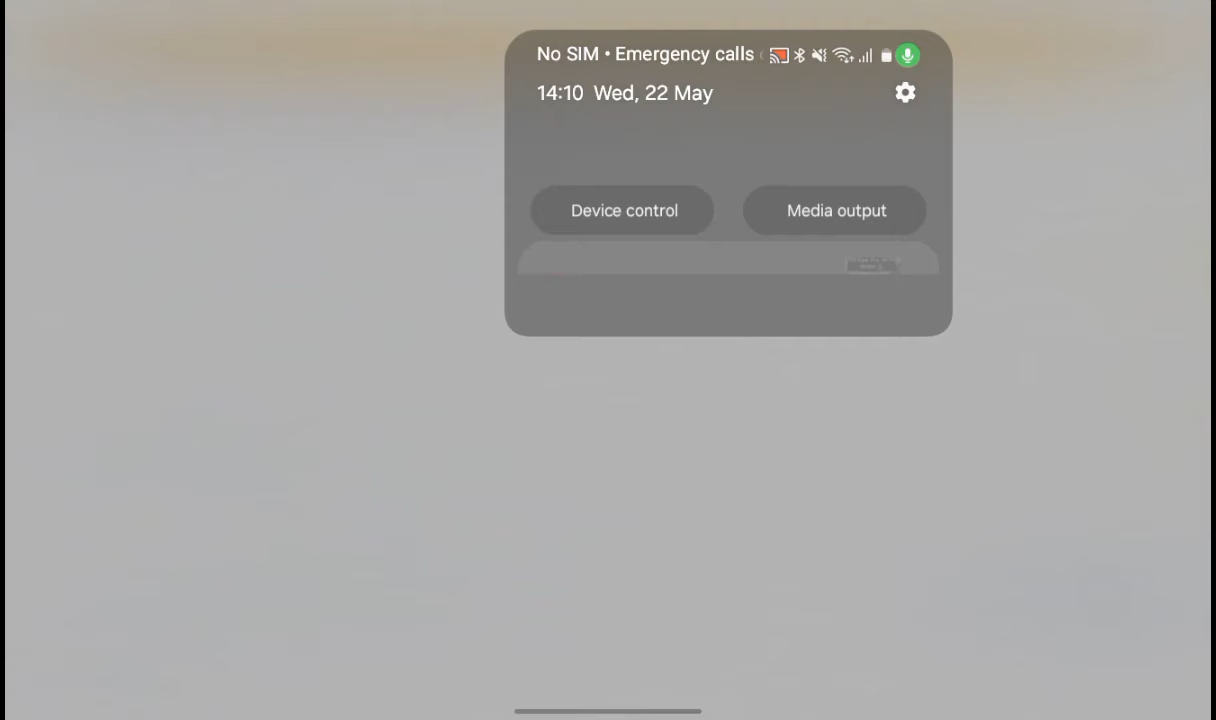 No SIM • Emergency calls
14:10 Wed, 22 May
Device control
Media output